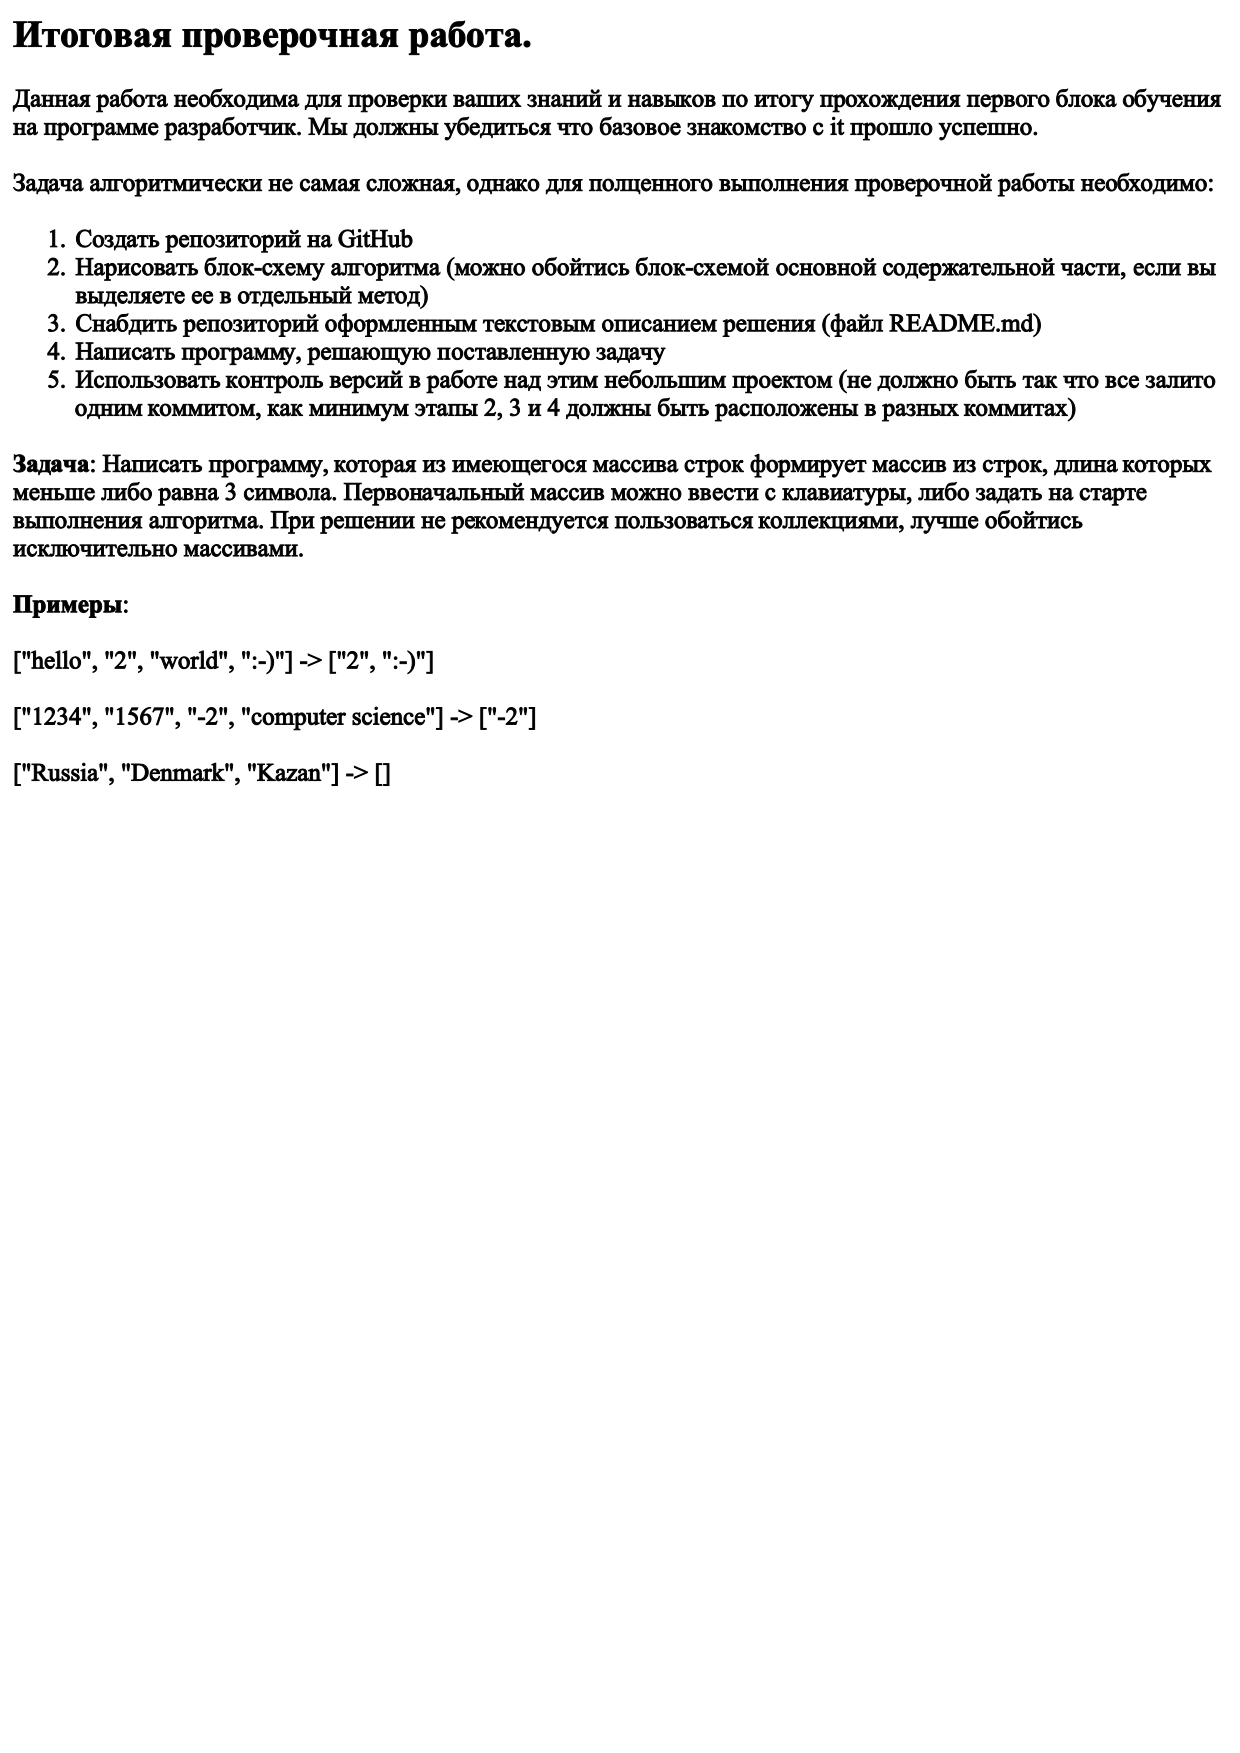 Итоговая проверочная работа.
Данная работа необходима для проверки ваших знаний и навыков по итогу прохождения первого блока обучения
на программе разработчик. Мы должны убедиться что базовое знакомство с it прошло успешно.
Задача алгоритмически не самая сложная, однако для полценного выполнения проверочной работы необходимо:
1. Создать репозиторий на GitHub
2. Нарисовать блок-схему алгоритма (можно обойтись блок-схемой основной содержательной части, если вы
выделяете ее в отдельный метод)
3. Снабдить репозиторий оформленным текстовым описанием решения (файл README.md)
4. Написать программу, решающую поставленную задачу
5. Использовать контроль версий в работе над этим небольшим проектом (не должно быть так что все залито
одним коммитом, как минимум этапы 2, 3 и 4 должны быть расположены в разных коммитах)
Задача: Написать программу, которая из имеющегося массива строк формирует массив из строк, длина которых
меньше либо равна 3 символа. Первоначальный массив можно ввести с клавиатуры, либо задать на старте
выполнения алгоритма. При решении не рекомендуется пользоваться коллекциями, лучше обойтись
исключительно массивами.
Примеры:
["hello", "2", "world", ":-)"] -> ["2", ":-)"]
["1234", "1567", "-2", "computer science"] -> ["-2"]
["Russia", "Denmark", "Kazan"] -> []